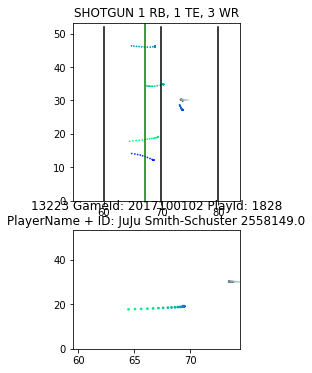 SHOTGUN 1 RB, 1 TE, 3 WR
50
40
30
20
10
0
60 70 80
13223 GameId: 2017100102 PlayId: 1828
PlayerName + ID: JuJu Smith-Schuster 2558149.0
40
20
0
60 65 70